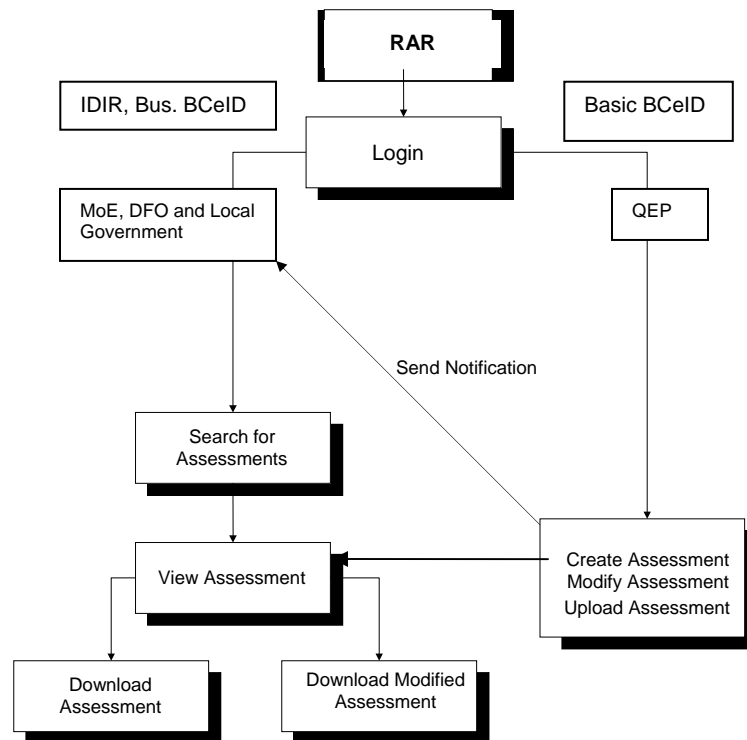 RAR
IDIR, Bus. BCeID
Basic BCeID
Login
MoE, DFO and Local
Government
QEP
Send Notification
Search for
Assessments
View Assessment
Create Assessment
Modify Assessment
Upload Assessment
Download
Assessment
Download Modified
Assessment